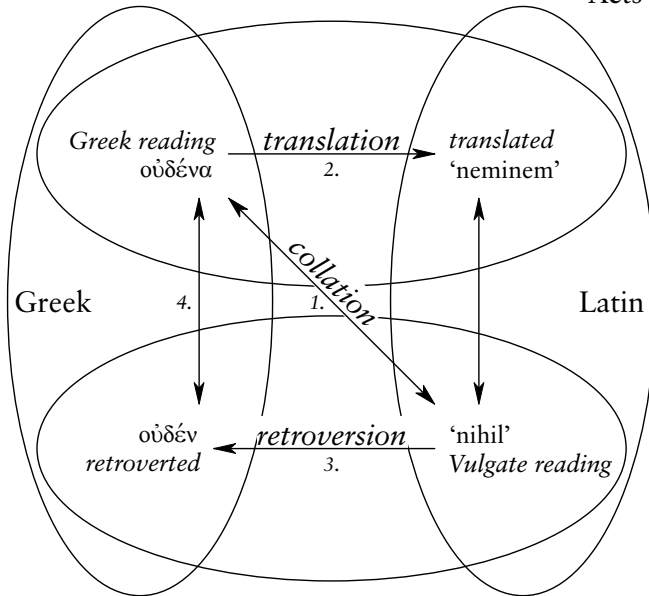 Acts
Greek reading translation translated
οὐδένα 2. 'neminem'
collation
Greek 4. 1. Latin
οὐδέν retroversion 'nihil'
retroverted 3. Vulgate reading